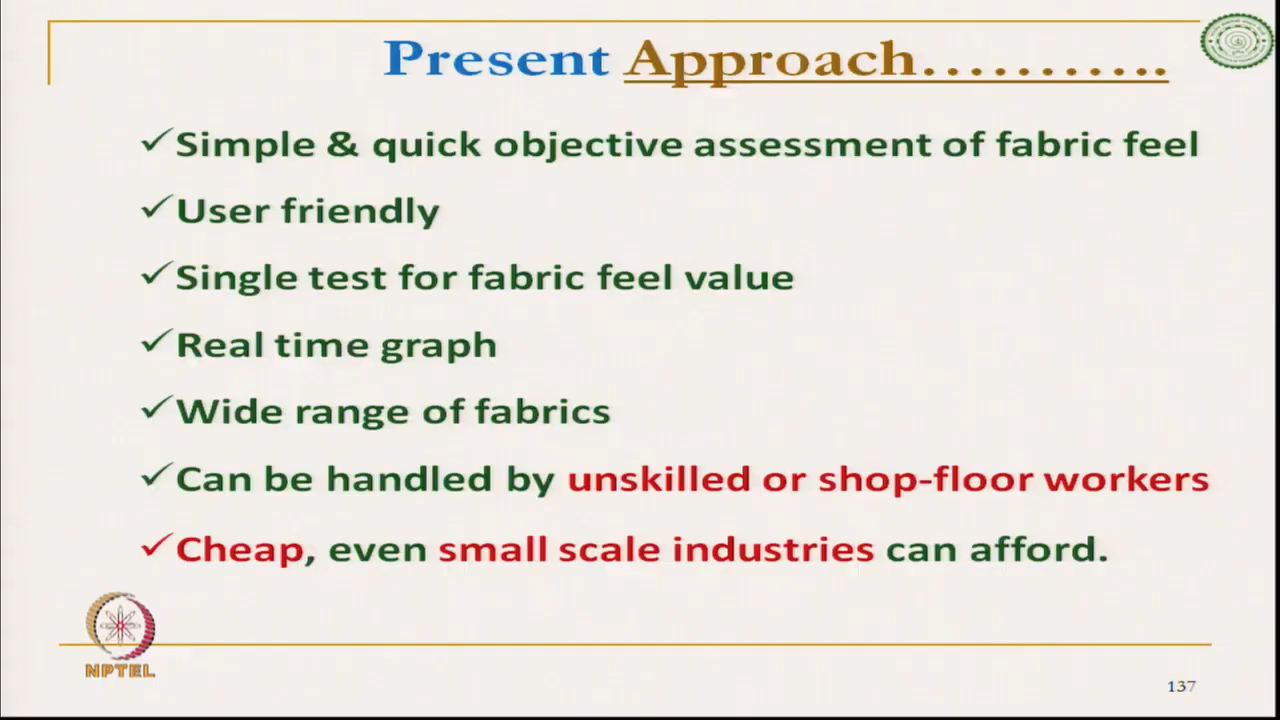 Present Approach...........
✓Simple & quick objective assessment of fabric feel
✓User friendly
✓Single test for fabric feel value
✓Real time graph
✓Wide range of fabrics
✓Can be handled by unskilled or shop-floor workers
✓Cheap, even small scale industries can afford.
NPTEL
137